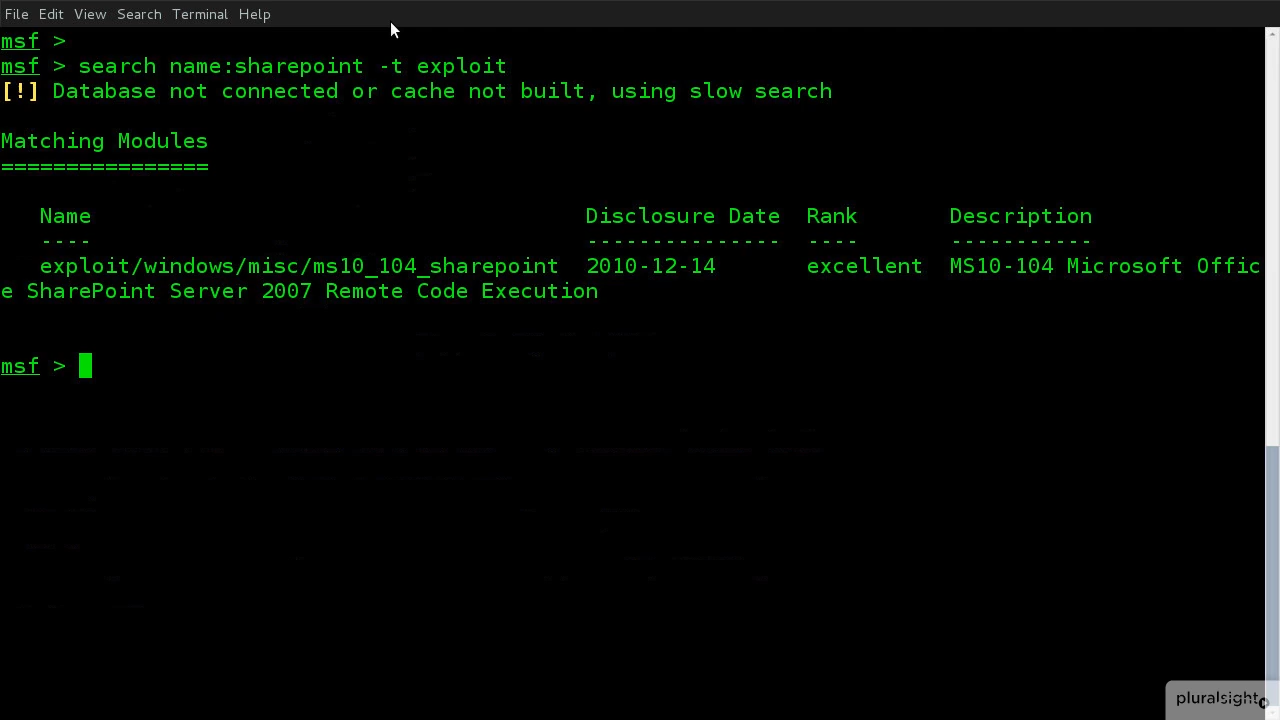 File Edit View Search Terminal Help
msf >
msf > search name:sharepoint -t exploit
[!] Database not connected or cache not built, using slow search
Matching Modules
================
Name Disclosure Date Rank Description
---- --------------- ---- -----------
exploit/windows/misc/ms10_104_sharepoint 2010-12-14 excellent MS10-104 Microsoft Offic
e SharePoint Server 2007 Remote Code Execution
msf >
pluralsight